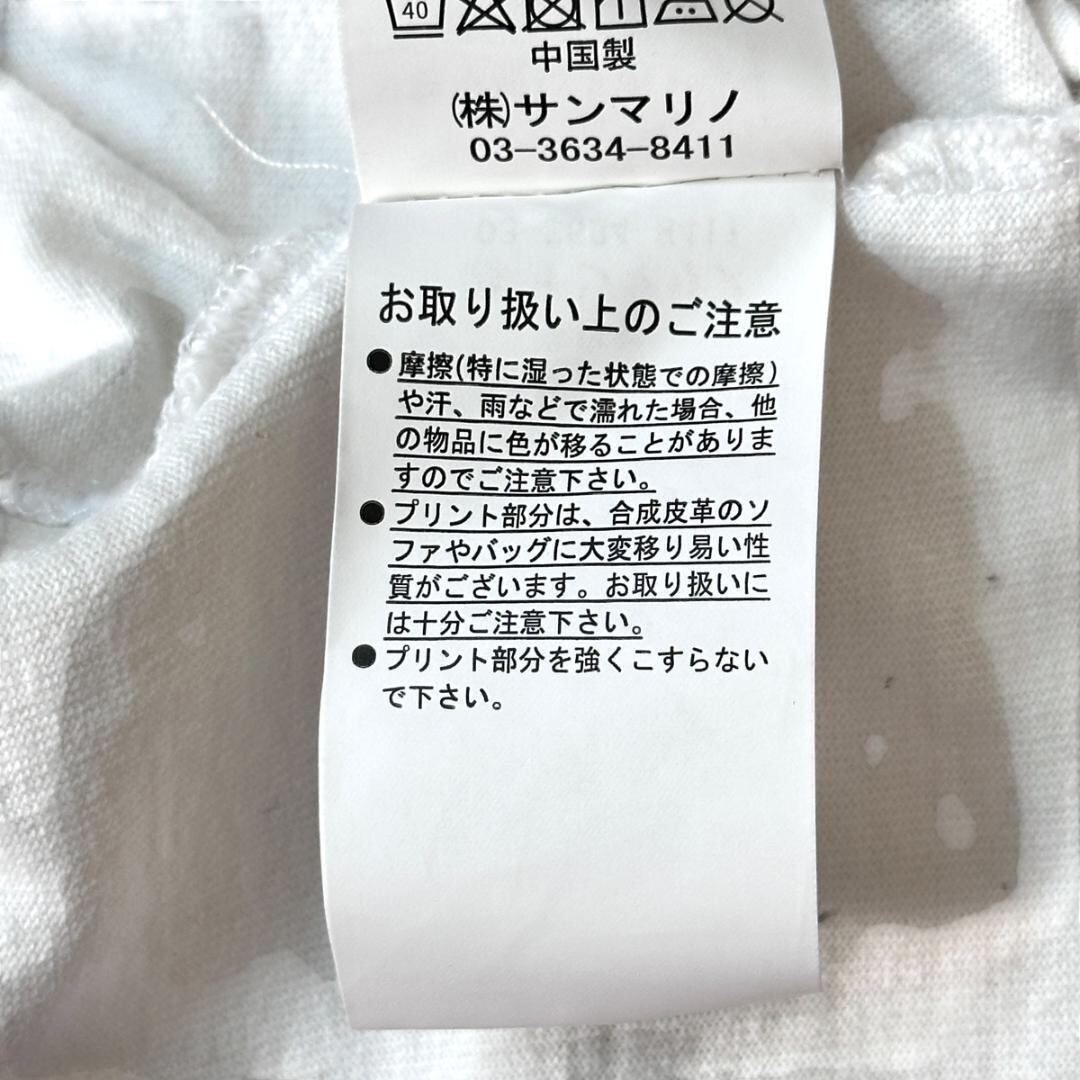 40
中国製
(株)サンマリノ
03-3634-8411
お取り扱い上のご注意
●摩擦(特に湿った状態での摩擦)
や汗、雨などで濡れた場合、他
の物品に色が移ることがありま
すのでご注意下さい。
●プリント部分は、合成皮革のソ
ファやバッグに大変移り易い性
質がございます。お取り扱いに
は十分ご注意下さい。
●プリント部分を強くこすらない
で下さい。